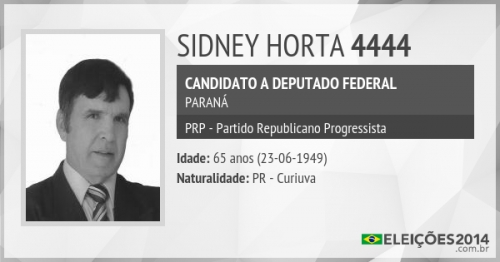 SIDNEY HORTA 4444
CANDIDATO A DEPUTADO FEDERAL
PARANÁ
PRP - Partido Republicano Progressista
Idade: 65 anos (23-06-1949)
Naturalidade: PR - Curiuva
ELEIÇÕES2014
.com.br